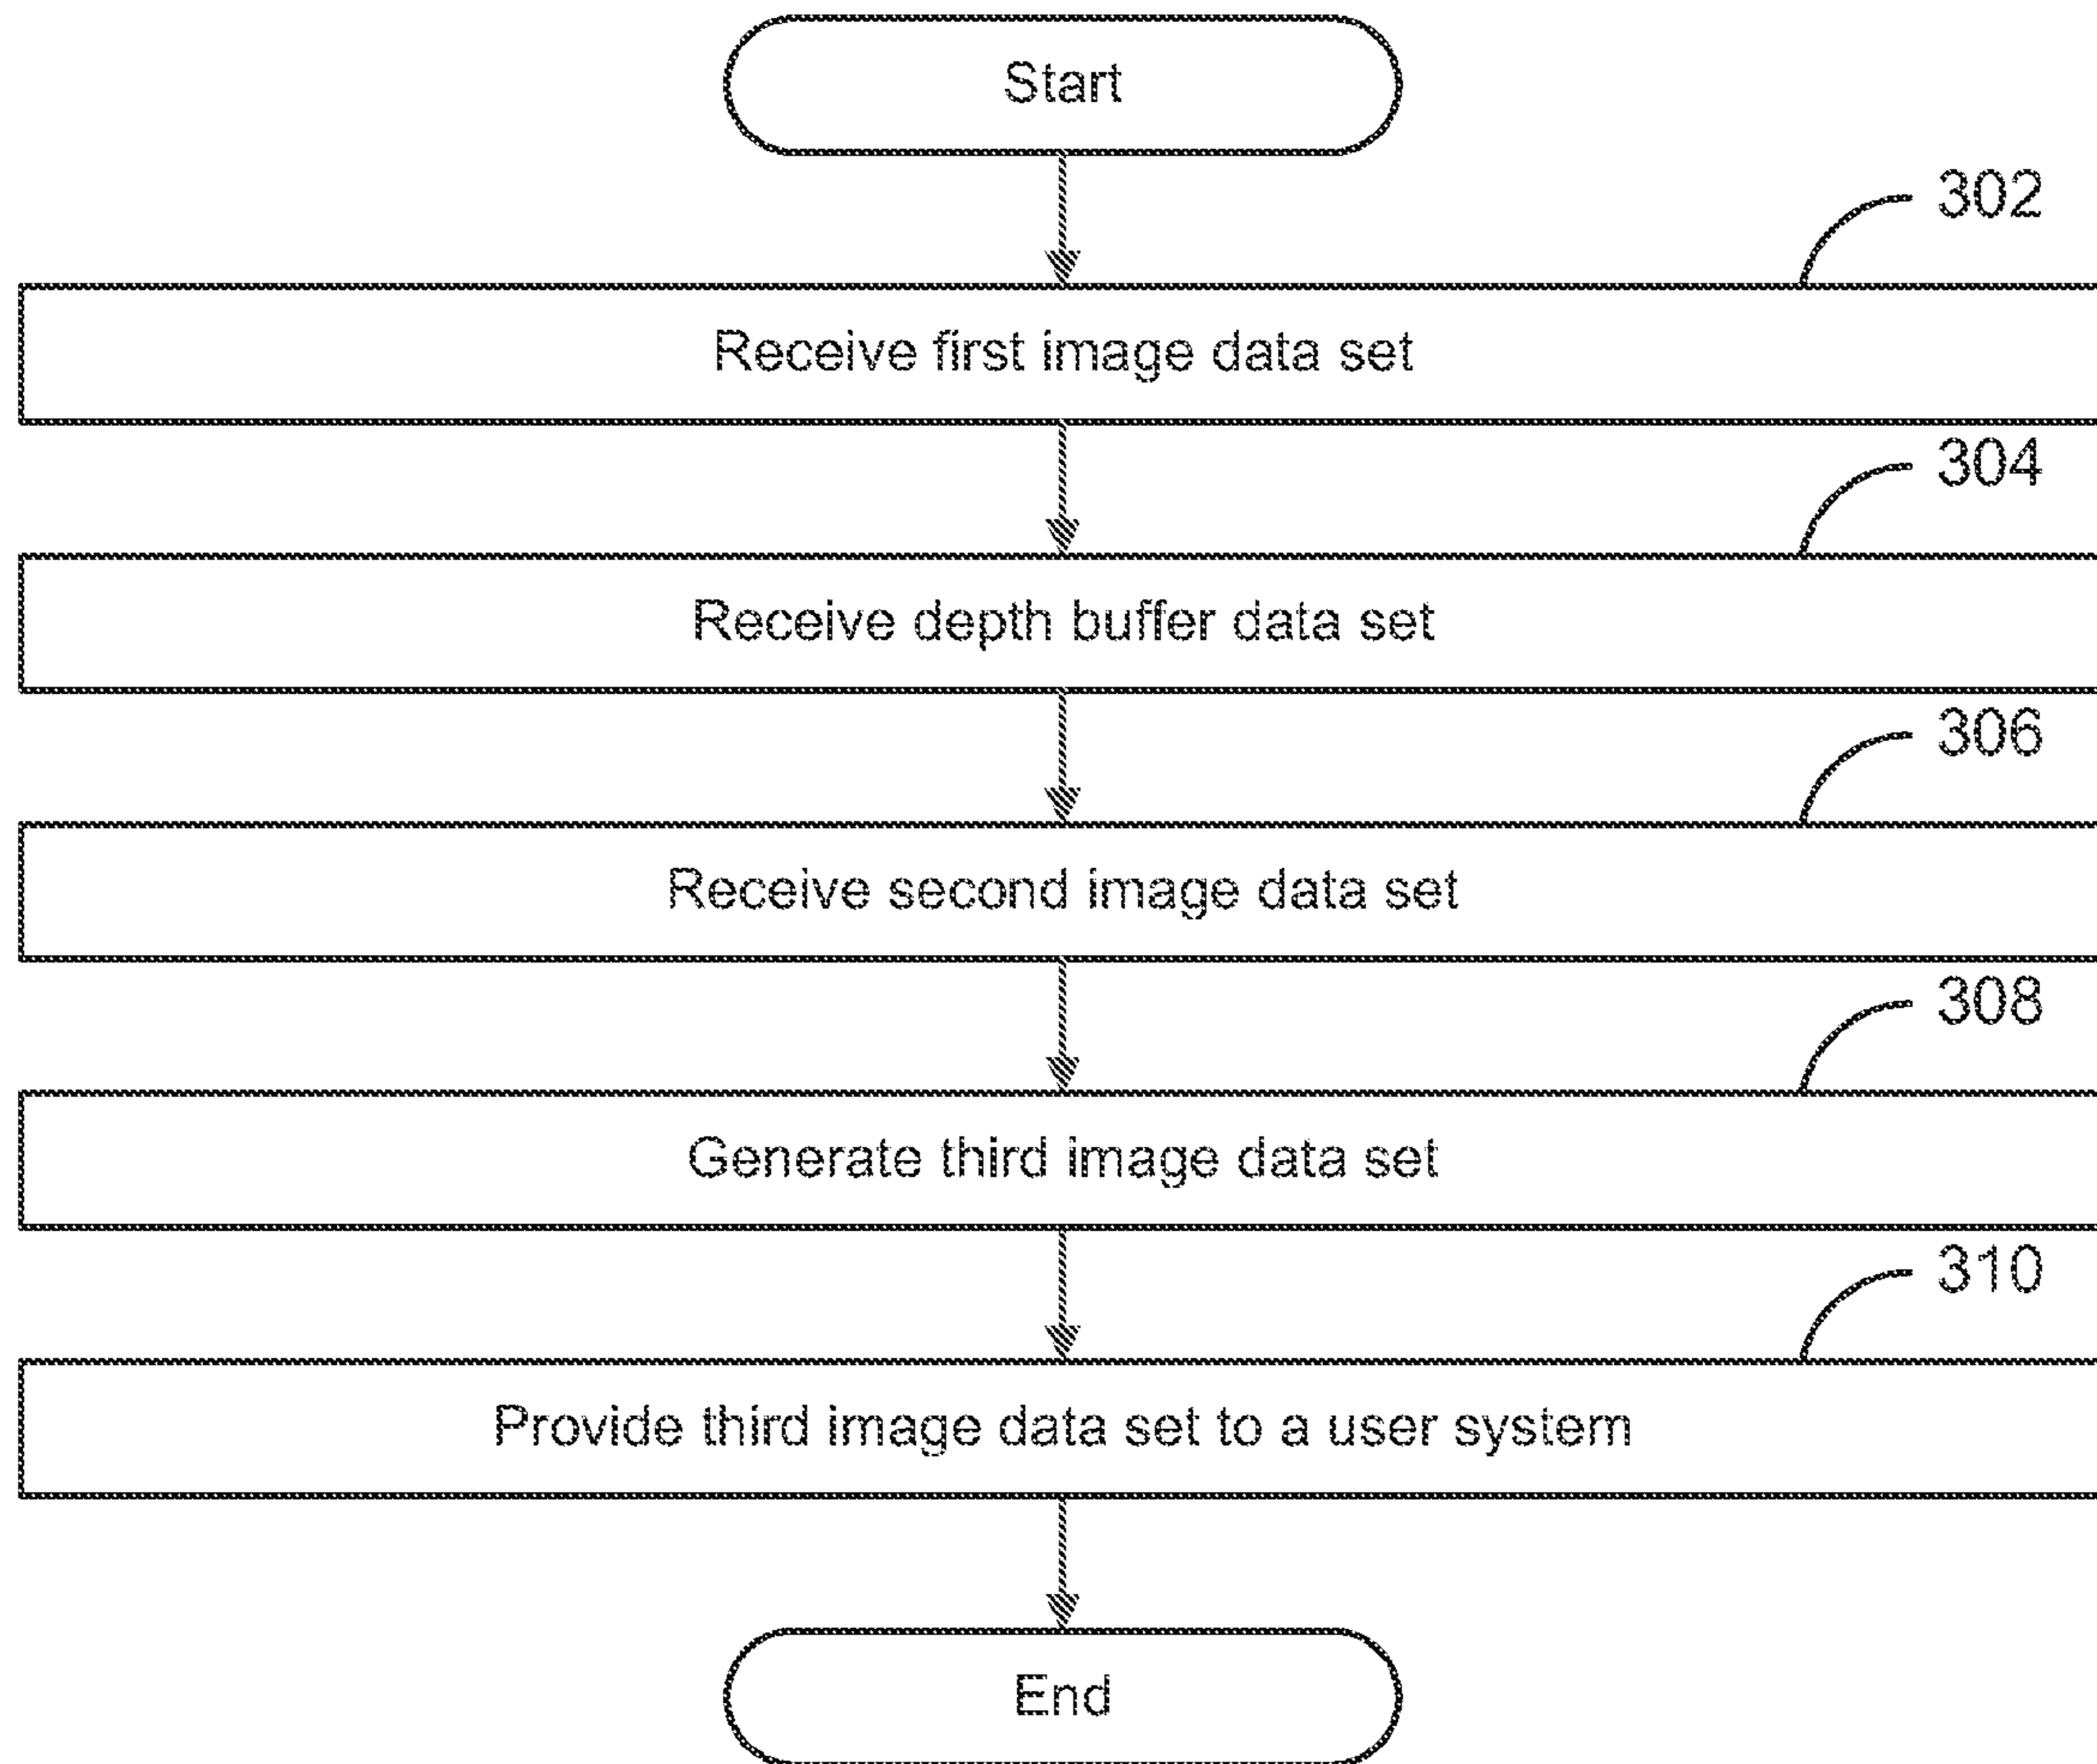 Start
302
Receive first image data set
304
Receive depth buffer data set
306
Receive second image data set
308
Generate third image data set
310
Provide third image data set to a user system
End